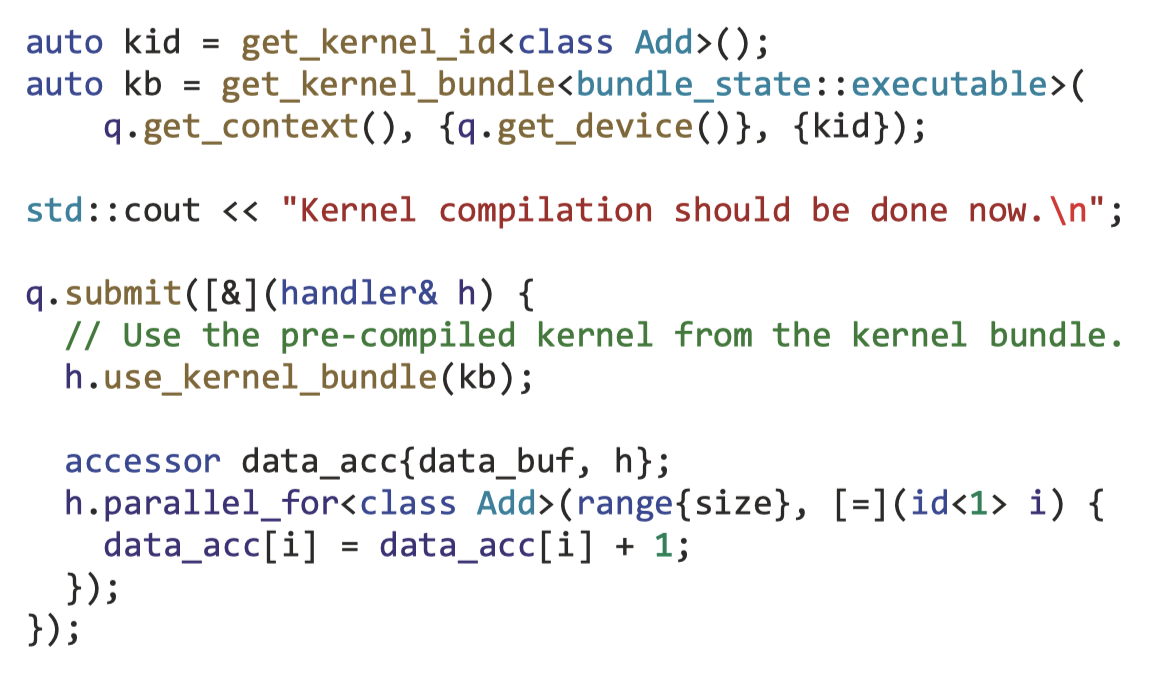 auto kid = get_kernel_id<class Add>();
auto kb = get_kernel_bundle<bundle_state::executable>(
    q.get_context(), {q.get_device()}, {kid});

std::cout << "Kernel compilation should be done now.\n";

q.submit([&](handler& h) {
  // Use the pre-compiled kernel from the kernel bundle.
  h.use_kernel_bundle(kb);

  accessor data_acc{data_buf, h};
  h.parallel_for<class Add>(range{size}, [=](id<1> i) {
    data_acc[i] = data_acc[i] + 1;
  });
});